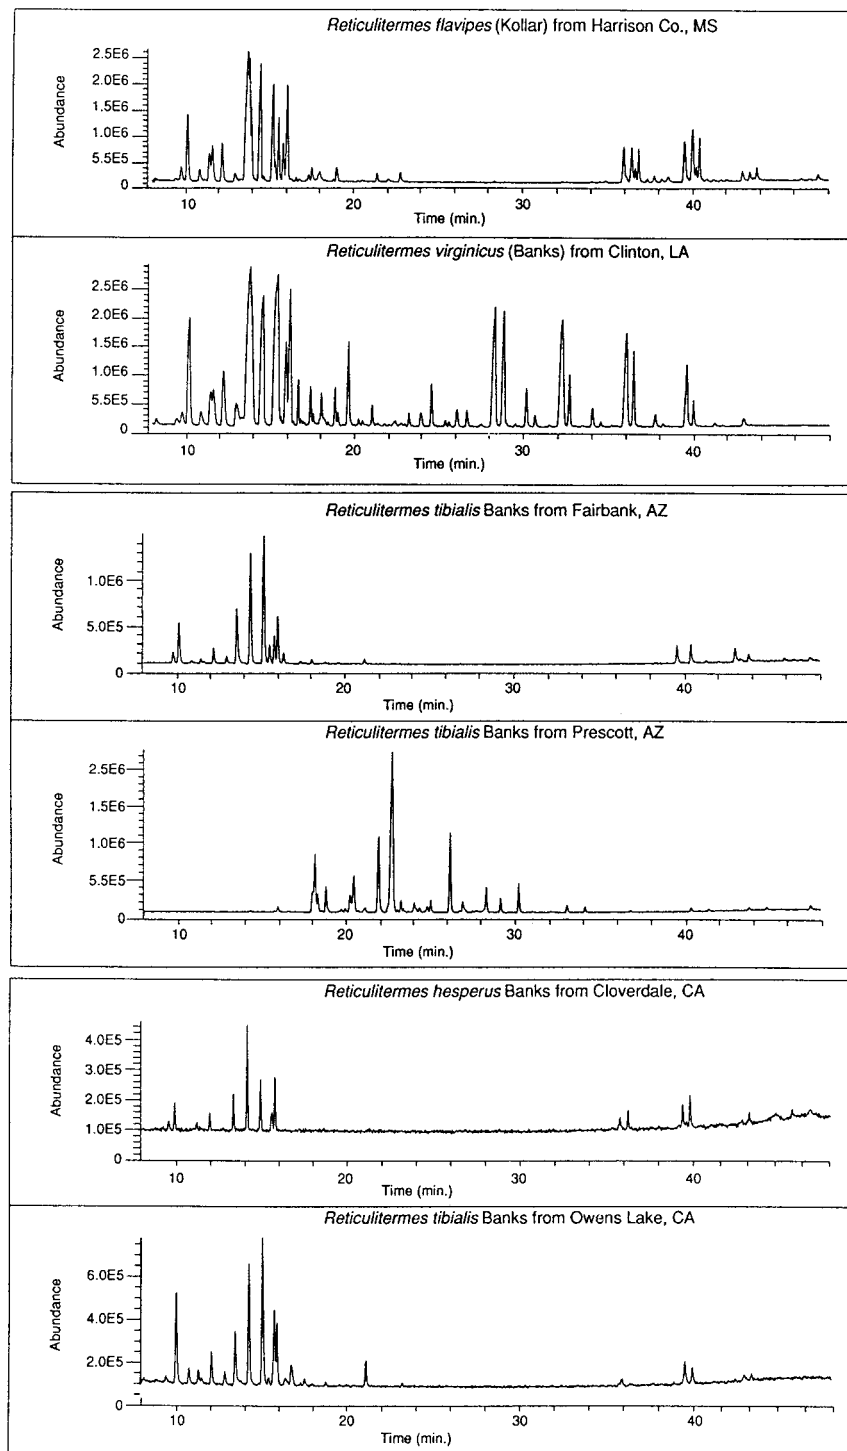 Reticulitermes flavipes (Kollar) from Harrison Co., MS
Abundance
2.5E6
2.0E6
1.5E6
1.0E6
5.5E5
0
10
20
30
40
Time (min.)
Reticulitermes virginicus (Banks) from Clinton, LA
Abundance
2.5E6
2.0E6
1.5E6
1.0E6
5.5E5
0
10
20
30
40
Time (min.)
Reticulitermes tibialis Banks from Fairbank, AZ
Abundance
1.0E6
5.0E5
0
10
20
30
40
Time (min.)
Reticulitermes tibialis Banks from Prescott, AZ
Abundance
2.5E6
1.5E6
1.0E6
5.5E5
0
10
20
30
40
Time (min.)
Reticulitermes hesperus Banks from Cloverdale, CA
Abundance
4.0E5
3.0E5
2.0E5
1.0E5
0
10
20
30
40
Time (min.)
Reticulitermes tibialis Banks from Owens Lake, CA
Abundance
6.0E5
4.0E5
2.0E5
0
10
20
30
40
Time (min.)